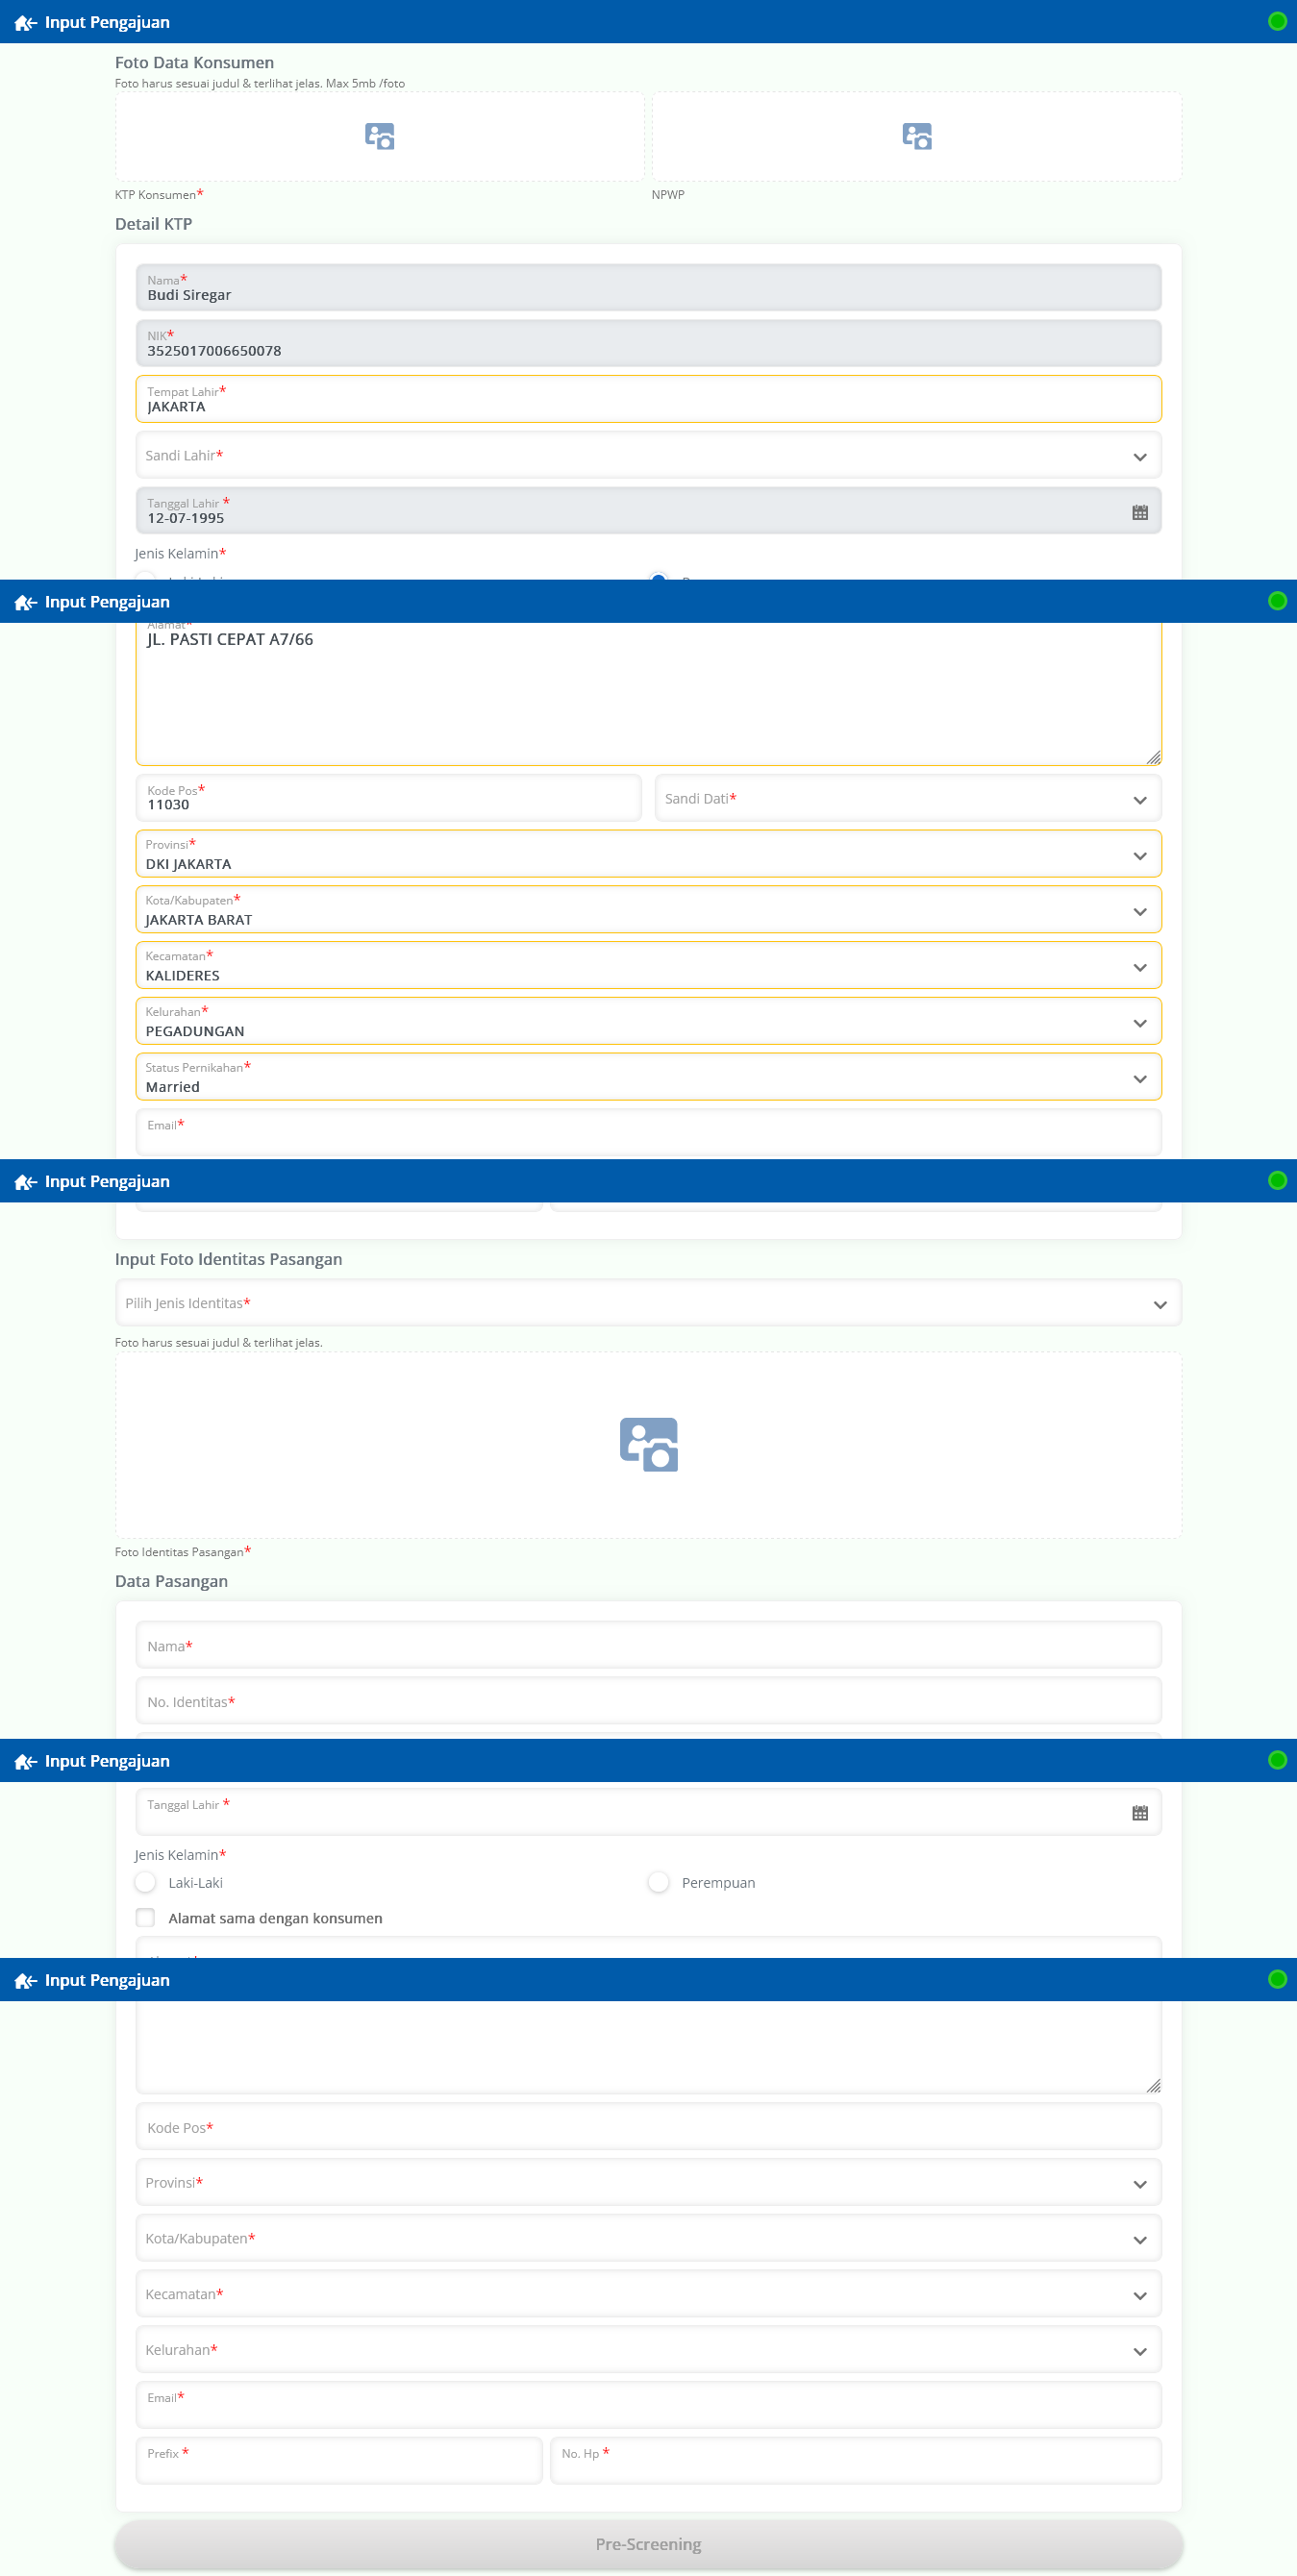 Input Pengajuan
Foto Data Konsumen
Foto harus sesuai judul & terlihat jelas. Max 5mb /foto
KTP Konsumen*
NPWP
Detail KTP
Nama*
Budi Siregar
NIK*
3525017006650078
Tempat Lahir*
JAKARTA
Sandi Lahir*
Tanggal Lahir *
12-07-1995
Jenis Kelamin*
Input Pengajuan
Alamat*
JL. PASTI CEPAT A7/66
Kode Pos*
11030
Sandi Dati*
Provinsi*
DKI JAKARTA
Kota/Kabupaten*
JAKARTA BARAT
Kecamatan*
KALIDERES
Kelurahan*
PEGADUNGAN
Status Pernikahan*
Married
Email*
Input Pengajuan
Input Foto Identitas Pasangan
Pilih Jenis Identitas*
Foto harus sesuai judul & terlihat jelas.
Foto Identitas Pasangan*
Data Pasangan
Nama*
No. Identitas*
Input Pengajuan
Tanggal Lahir *
Jenis Kelamin*
Laki-Laki
Perempuan
Alamat sama dengan konsumen
Input Pengajuan
Kode Pos*
Provinsi*
Kota/Kabupaten*
Kecamatan*
Kelurahan*
Email*
Prefix *
No. Hp *
Pre-Screening